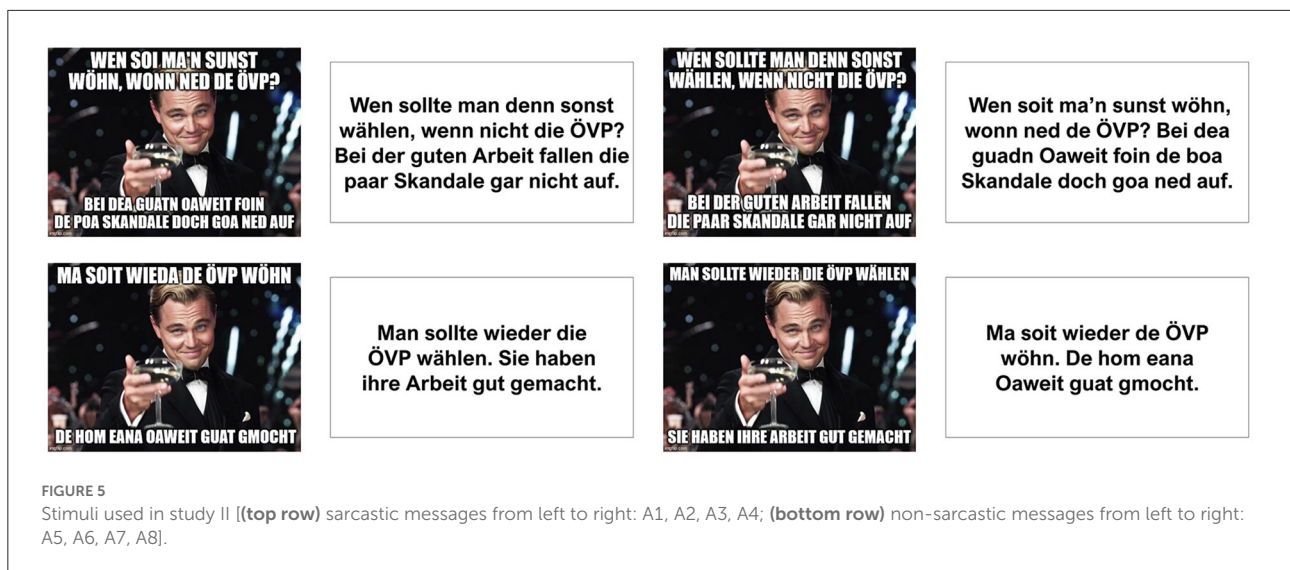 WEN SOI MA'N SUNST
WÖHN, WONN NED DE ÖVP?
BEI DEA GUATN OAWEIT FOIN
DE POA SKANDALE DOCH GOA NED AUF
imgflip.com
Wen sollte man denn sonst
wählen, wenn nicht die ÖVP?
Bei der guten Arbeit fallen die
paar Skandale gar nicht auf.
WEN SOLLTE MAN DENN SONST
WÄHLEN, WENN NICHT DIE ÖVP?
BEI DER GUTEN ARBEIT FALLEN
DIE PAAR SKANDALE GAR NICHT AUF
imgflip.com
Wen soit ma’n sunst wöhn,
wonn ned de ÖVP? Bei dea
guadn Oaweit foin de boa
Skandale doch goa ned auf.
MA SOIT WIEDA DE ÖVP WÖHN
DE HOM EANA OAWEIT GUAT GMOCHT
imgflip.com
Man sollte wieder die
ÖVP wählen. Sie haben
ihre Arbeit gut gemacht.
MAN SOLLTE WIEDER DIE ÖVP WÄHLEN
SIE HABEN IHRE ARBEIT GUT GEMACHT
imgflip.com
Ma soit wieder de ÖVP
wöhn. De hom eana
Oaweit guat gmocht.
FIGURE 5
Stimuli used in study II [(top row) sarcastic messages from left to right: A1, A2, A3, A4; (bottom row) non-sarcastic messages from left to right:
A5, A6, A7, A8].